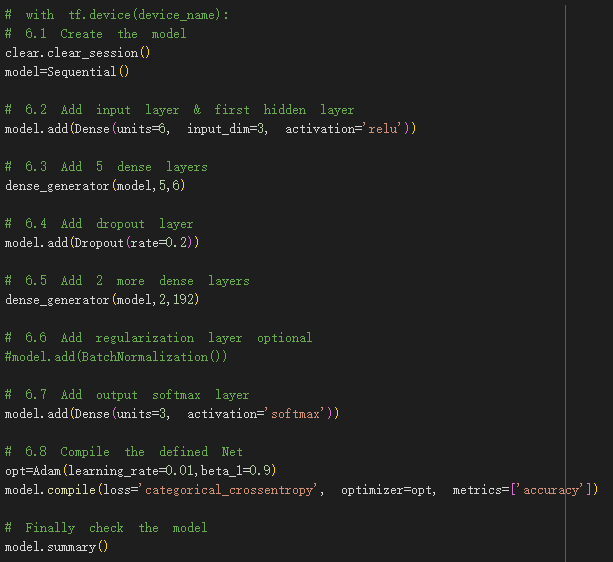 # with tf.device(device_name):
# 6.1 Create the model
clear.clear_session()
model=Sequential()
# 6.2 Add input layer & first hidden layer
model.add(Dense(units=6, input_dim=3, activation='relu'))
# 6.3 Add 5 dense layers
dense_generator(model,5,6)
# 6.4 Add dropout layer
model.add(Dropout(rate=0.2))
# 6.5 Add 2 more dense layers
dense_generator(model,2,192)
# 6.6 Add regularization layer optional
#model.add(BatchNormalization())
# 6.7 Add output softmax layer
model.add(Dense(units=3, activation='softmax'))
# 6.8 Compile the defined Net
opt=Adam(learning_rate=0.01,beta_1=0.9)
model.compile(loss='categorical_crossentropy', optimizer=opt, metrics=['accuracy'])
# Finally check the model
model.summary()